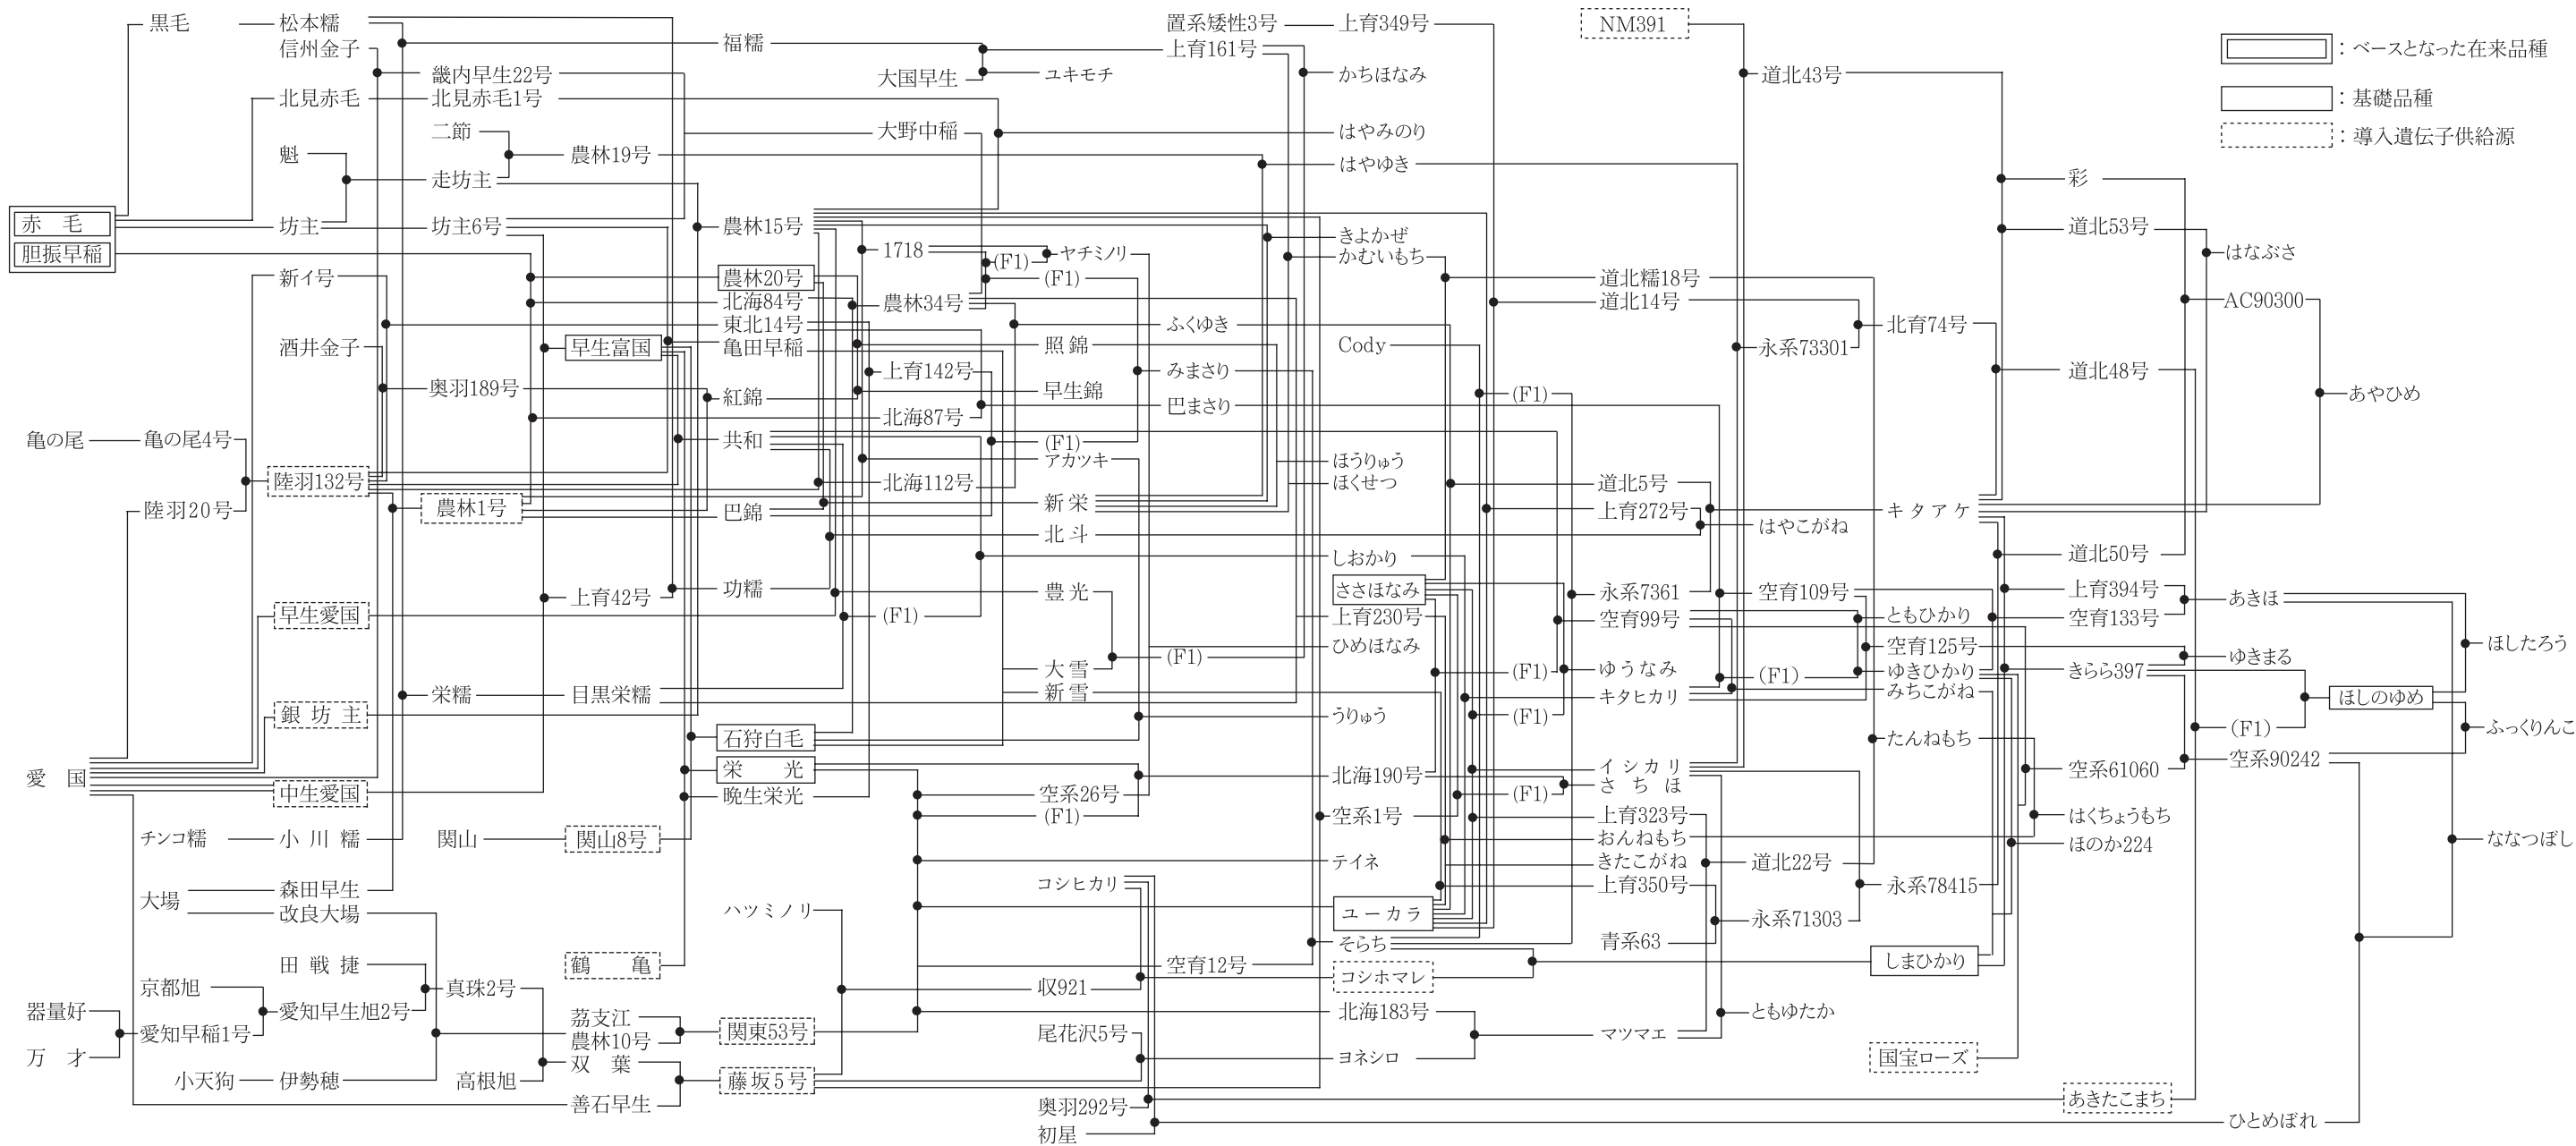 黒毛
松本糯
信州金子
畿内早生22号
北見赤毛
北見赤毛1号
二節
魁
農林19号
走坊主
赤　毛
胆振早稲
坊主
坊主6号
新イ号
酒井金子
奥羽189号
亀の尾
亀の尾4号
陸羽132号
陸羽20号
農林1号
早生富国
上育42号
早生愛国
栄糯
目黒栄糯
銀坊主
愛　国
中生愛国
チンコ糯
小川糯
関山
関山8号
大場
森田早生
改良大場
田戦捷
京都旭
器量好
万　才
愛知早稲1号
愛知早生旭2号
真珠2号
小天狗
伊勢穂
高根旭
鶴　亀
茘支江
農林10号
双　葉
善石早生
福糯
大国早生
ユキモチ
大野中稲
農林15号
1718
(F1)
ヤチミノリ
(F1)
農林20号
北海84号
農林34号
東北14号
亀田早稲
照錦
上育142号
早生錦
紅錦
北海87号
共和
(F1)
アカツキ
北海112号
巴錦
新栄
北斗
功糯
豊光
(F1)
大雪
新雪
石狩白毛
栄　光
晩生栄光
空系26号
(F1)
コシヒカリ
ハツミノリ
収921
関東53号
尾花沢5号
藤坂5号
奥羽292号
初星
置系矮性3号
上育349号
上育161号
かちほなみ
はやみのり
はやゆき
きよかぜ
かむいもち
ふくゆき
Cody
みまさり
巴まさり
ほうりゅう
ほくせつ
しおかり
ささほなみ
上育230号
ひめほなみ
(F1)
うりゅう
北海190号
空系1号
テイネ
ユーカラ
そらち
空育12号
コシホマレ
北海183号
ヨネシロ
NM391
道北43号
道北糯18号
道北14号
永系73301
北育74号
(F1)
道北5号
上育272号
はやこがね
キタアケ
永系7361
空育99号
空育109号
ともひかり
(F1)
ゆうなみ
空育125号
(F1)
ゆきひかり
キタヒカリ
みちこがね
(F1)
イシカリ
さちほ
(F1)
たんねもち
上育323号
おんねもち
きたこがね
道北22号
上育350号
永系78415
永系71303
青系63
しまひかり
ともゆたか
マツマエ
国宝ローズ
彩
道北53号
はなぶさ
AC90300
道北48号
あやひめ
道北50号
上育394号
あきほ
空育133号
ほしたろう
ゆきまる
きらら397
ほしのゆめ
(F1)
ふっくりんこ
空系61060
空系90242
はくちょうもち
ほのか224
ななつぼし
あきたこまち
ひとめぼれ
：ベースとなった在来品種
：基礎品種
：導入遺伝子供給源